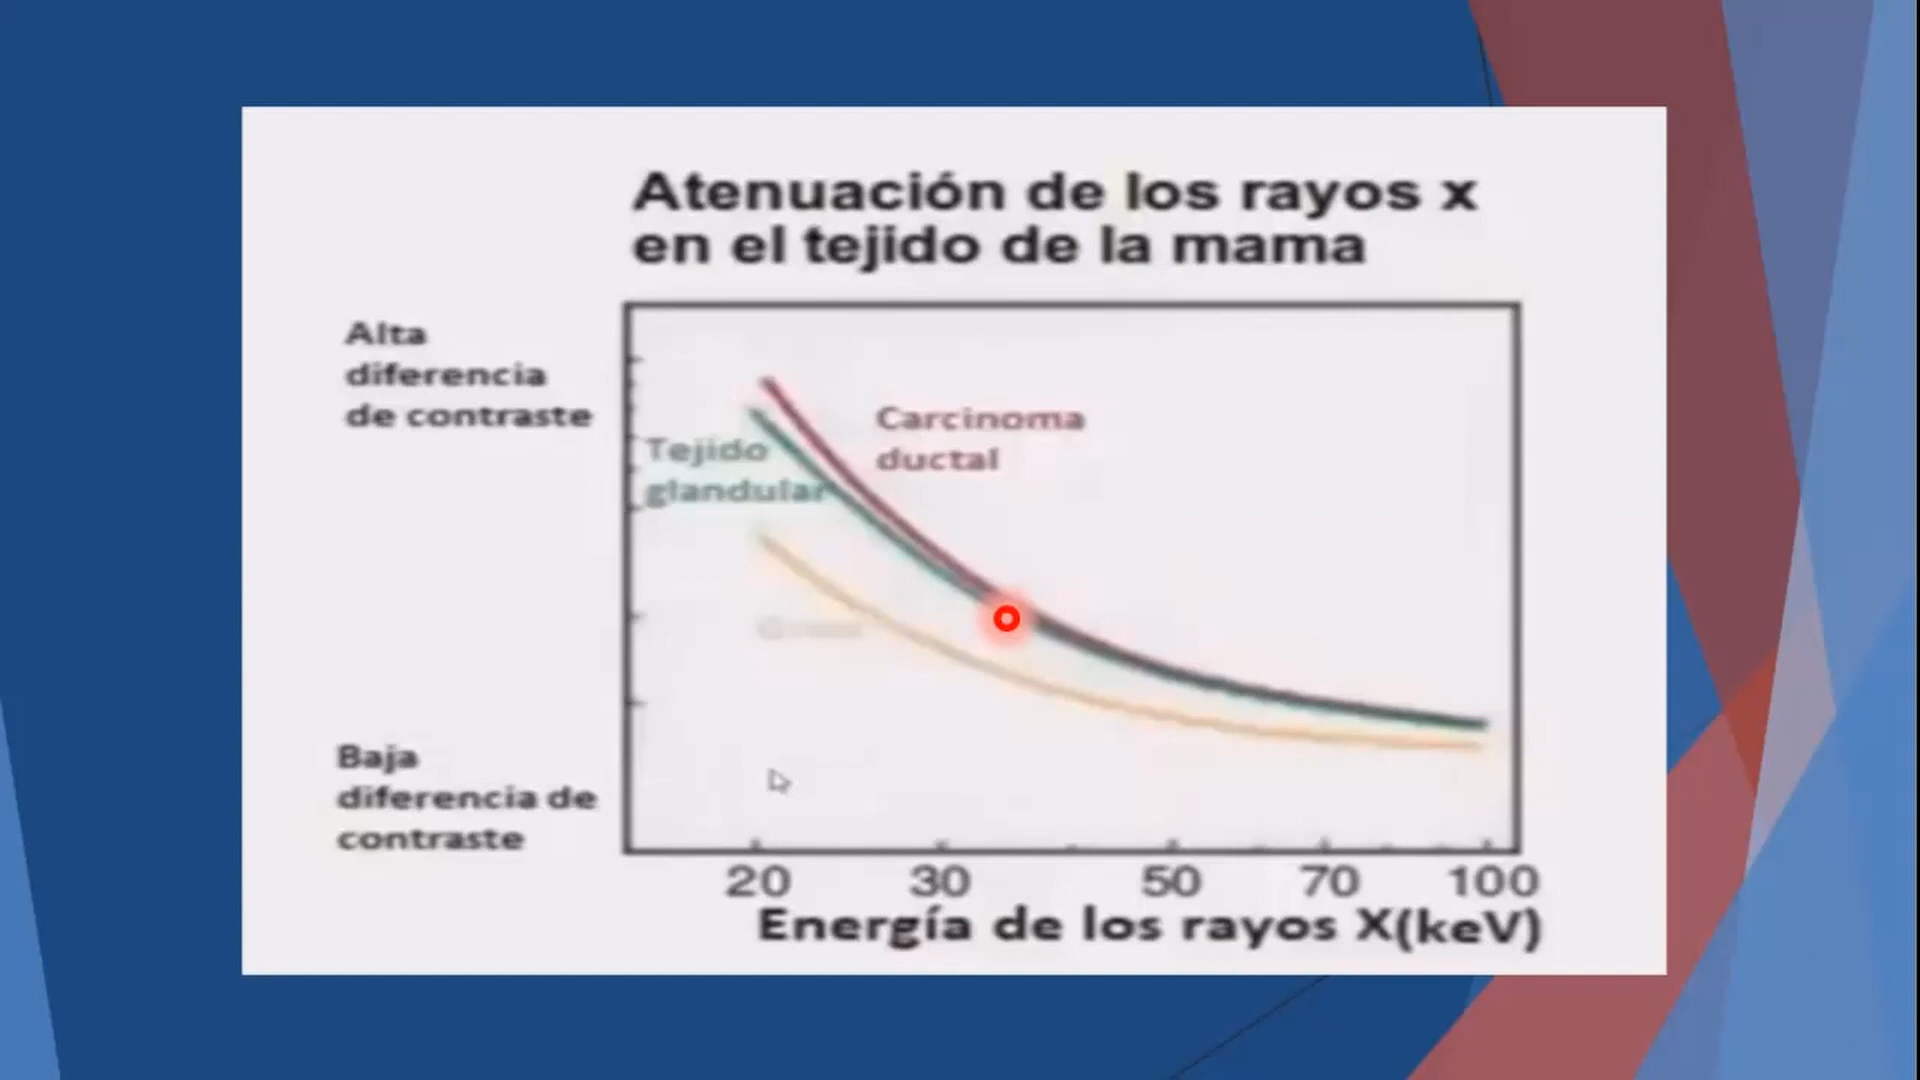 Atenuación de los rayos x
en el tejido de la mama
Alta
diferencia
de contraste
Carcinoma
ductal
Tejido
glandular
Baja
diferencia de
contraste
20 30 50 70 100
Energía de los rayos X(keV)